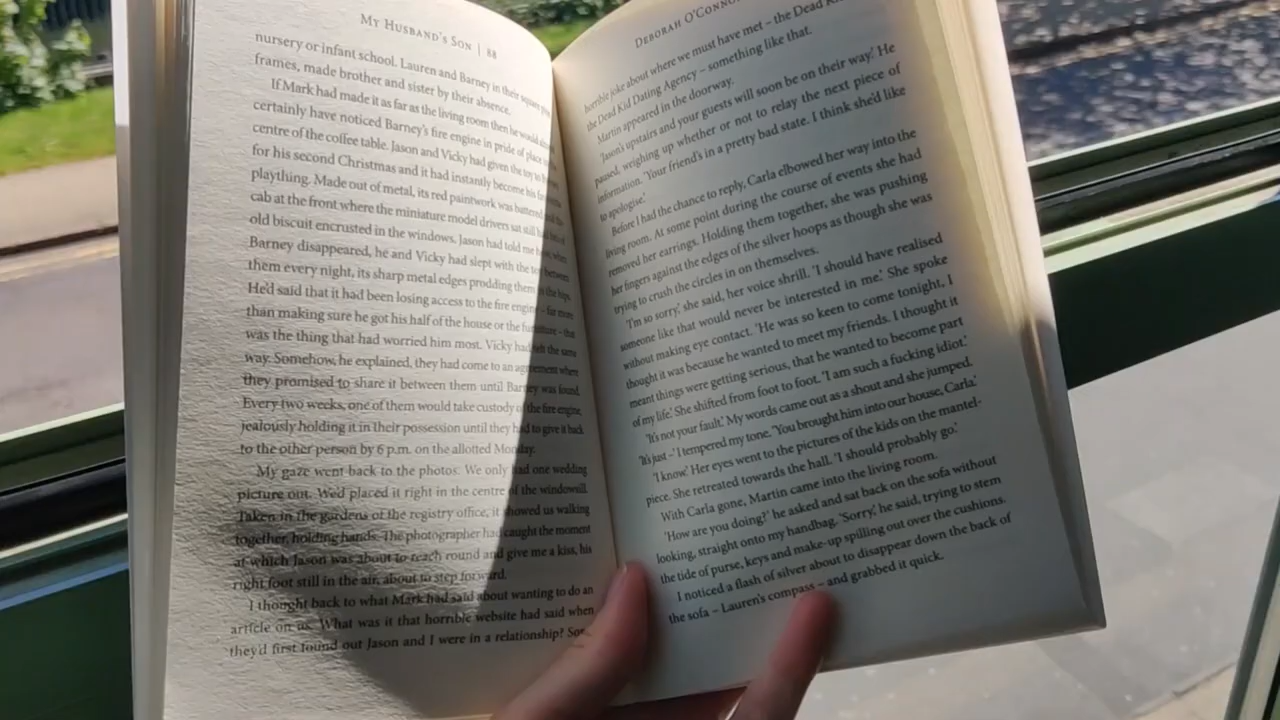 My Husband's Son | 88
nursery or infant school. Lauren and Barney in their square
frames, made brother and sister by their absence.
If Mark had made it as far as the living room then he would
certainly have noticed Barney's fire engine in pride of place
centre of the coffee table. Jason and Vicky had given the toy to
for his second Christmas and it had instantly become his
plaything. Made out of metal, its red paintwork was battered
cab at the front where the miniature model drivers sat still
old biscuit encrusted in the windows. Jason had told me
Barney disappeared, he and Vicky had slept with the toy between
them every night, its sharp metal edges prodding them in the hips.
He'd said that it had been losing access to the fire engine – far more
than making sure he got his half of the house or the furniture – that
was the thing that had worried him most. Vicky had felt the same
way. Somehow, he explained, they had come to an agreement where
they promised to share it between them until Barney was found.
Every two weeks, one of them would take custody of the fire engine,
jealously holding it in their possession until they had to give it back
to the other person by 6 p.m. on the allotted Monday.
My gaze went back to the photos. We only had one wedding
picture out. We'd placed it right in the centre of the windowsill.
Taken in the gardens of the registry office, it showed us walking
together, holding hands. The photographer had caught the moment
at which Jason was about to reach round and give me a kiss, his
right foot still in the air, about to step forward.
I thought back to what Mark had said about wanting to do an
article on us. What was it that horrible website had said when
they'd first found out Jason and I were in a relationship?
Deborah O'Connor
horrible joke about where we must have met – the Dead
the Dead Kid Dating Agency – something like that.
Martin appeared in the doorway.
'Jason's upstairs and your guests will soon be on their way.' He
paused, weighing up whether or not to relay the next piece of
information. 'Your friend's in a pretty bad state. I think she'd like
to apologise.'
Before I had the chance to reply, Carla elbowed her way into the
living room. At some point during the course of events she had
removed her earrings. Holding them together, she was pushing
her fingers against the edges of the silver hoops as though she was
trying to crush the circles in on themselves.
'I'm so sorry,' she said, her voice shrill. 'I should have realised
someone like that would never be interested in me.' She spoke
without making eye contact. 'He was so keen to come tonight, I
thought it was because he wanted to meet my friends. I thought it
meant things were getting serious, that he wanted to become part
of my life.' She shifted from foot to foot. 'I am such a fucking idiot.'
'It's not your fault.' My words came out as a shout and she jumped.
'It's just –' I tempered my tone. 'You brought him into our house, Carla.'
'I know.' Her eyes went to the pictures of the kids on the mantel-
piece. She retreated towards the hall. 'I should probably go.'
With Carla gone, Martin came into the living room.
'How are you doing?' he asked and sat back on the sofa without
looking, straight onto my handbag. 'Sorry,' he said, trying to stem
the tide of purse, keys and make-up spilling out over the cushions.
I noticed a flash of silver about to disappear down the back of
the sofa – Lauren's compass – and grabbed it quick.